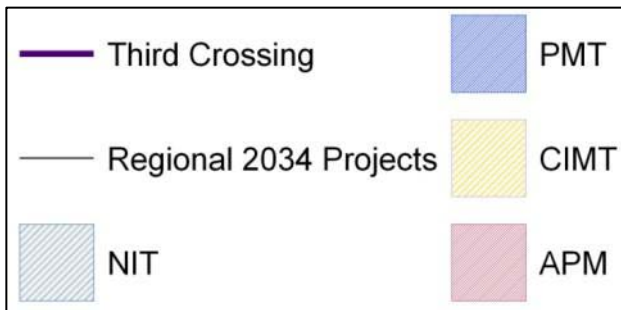 Third Crossing
Regional 2034 Projects
NIT
PMT
CIMT
APM